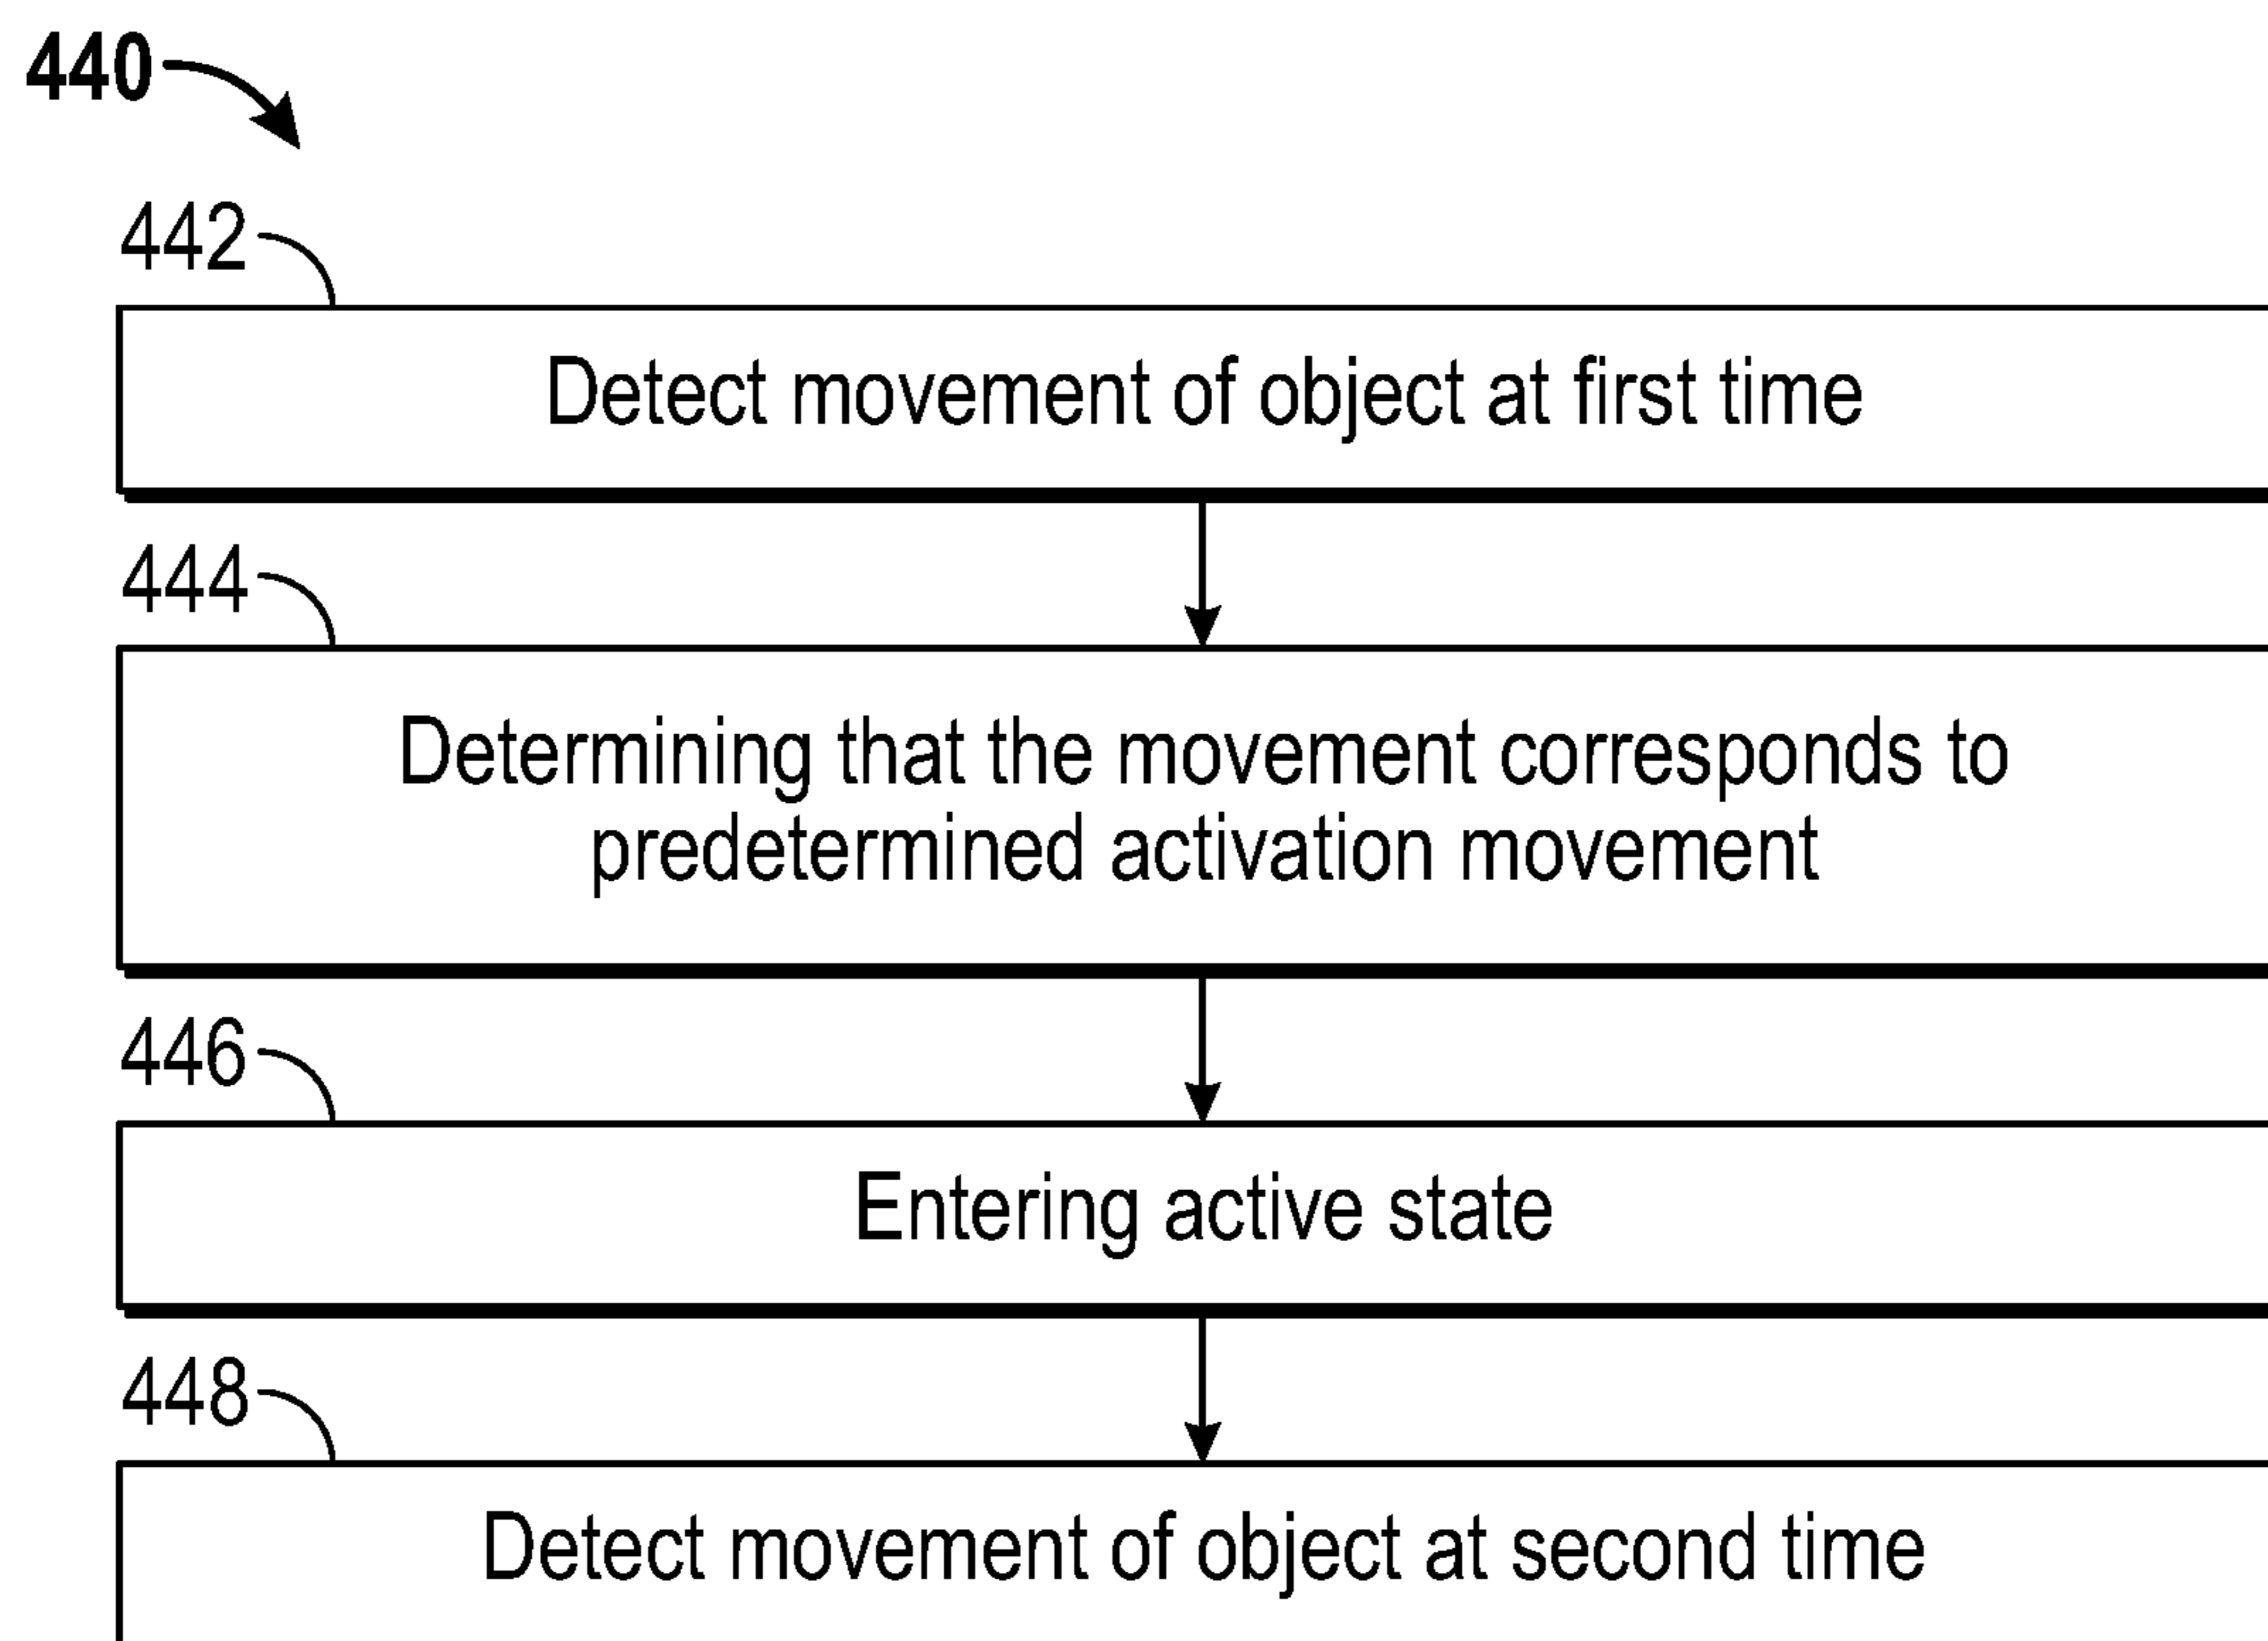 440
442
Detect movement of object at first time
444
Determining that the movement corresponds to
predetermined activation movement
446
Entering active state
448
Detect movement of object at second time